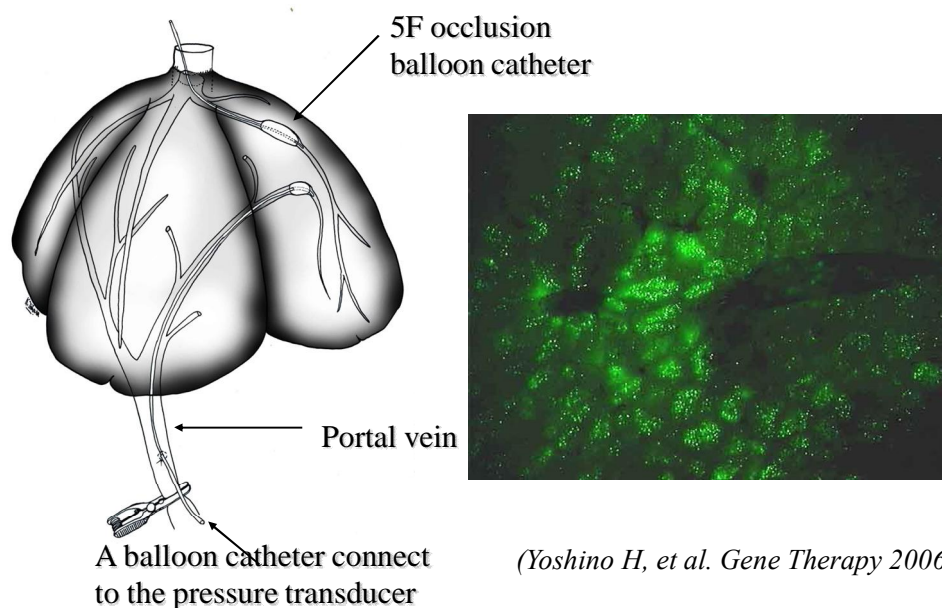 5F occlusion
balloon catheter
Portal vein
A balloon catheter connect
to the pressure transducer
(Yoshino H, et al. Gene Therapy 2006